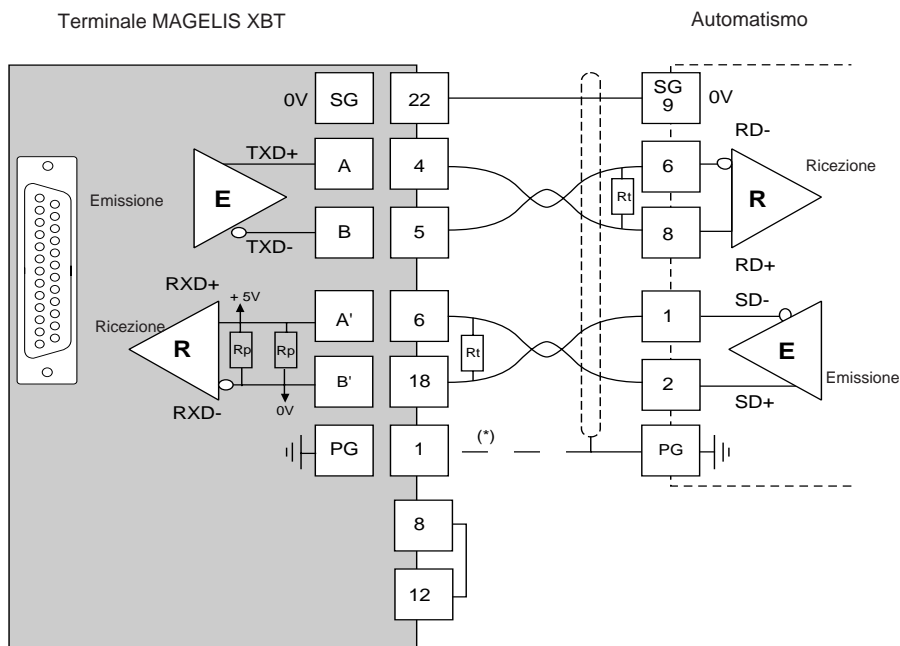 Terminale MAGELIS XBT
Automatismo
0V SG 22
SG 9 0V
TXD+ A 4
6 RD-
Emissione E
Rt
R Ricezione
TXD- B 5
8 RD+
RXD+ A' 6
1 SD-
+ 5V
Ricezione R Rp Rp
Rt
E Emissione
RXD- 0V B' 18
2 SD+
PG 1 (*) PG
8
12